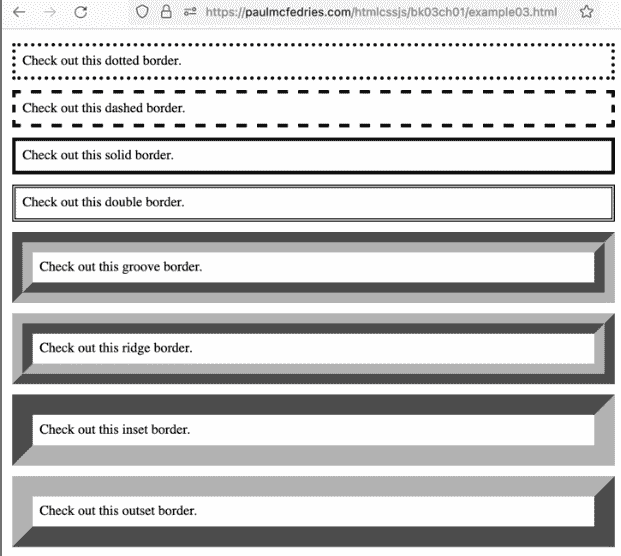 https://paulmcfedries.com/htmlcssjs/bk03ch01/example03.html
Check out this dotted border.
Check out this dashed border.
Check out this solid border.
Check out this double border.
Check out this groove border.
Check out this ridge border.
Check out this inset border.
Check out this outset border.